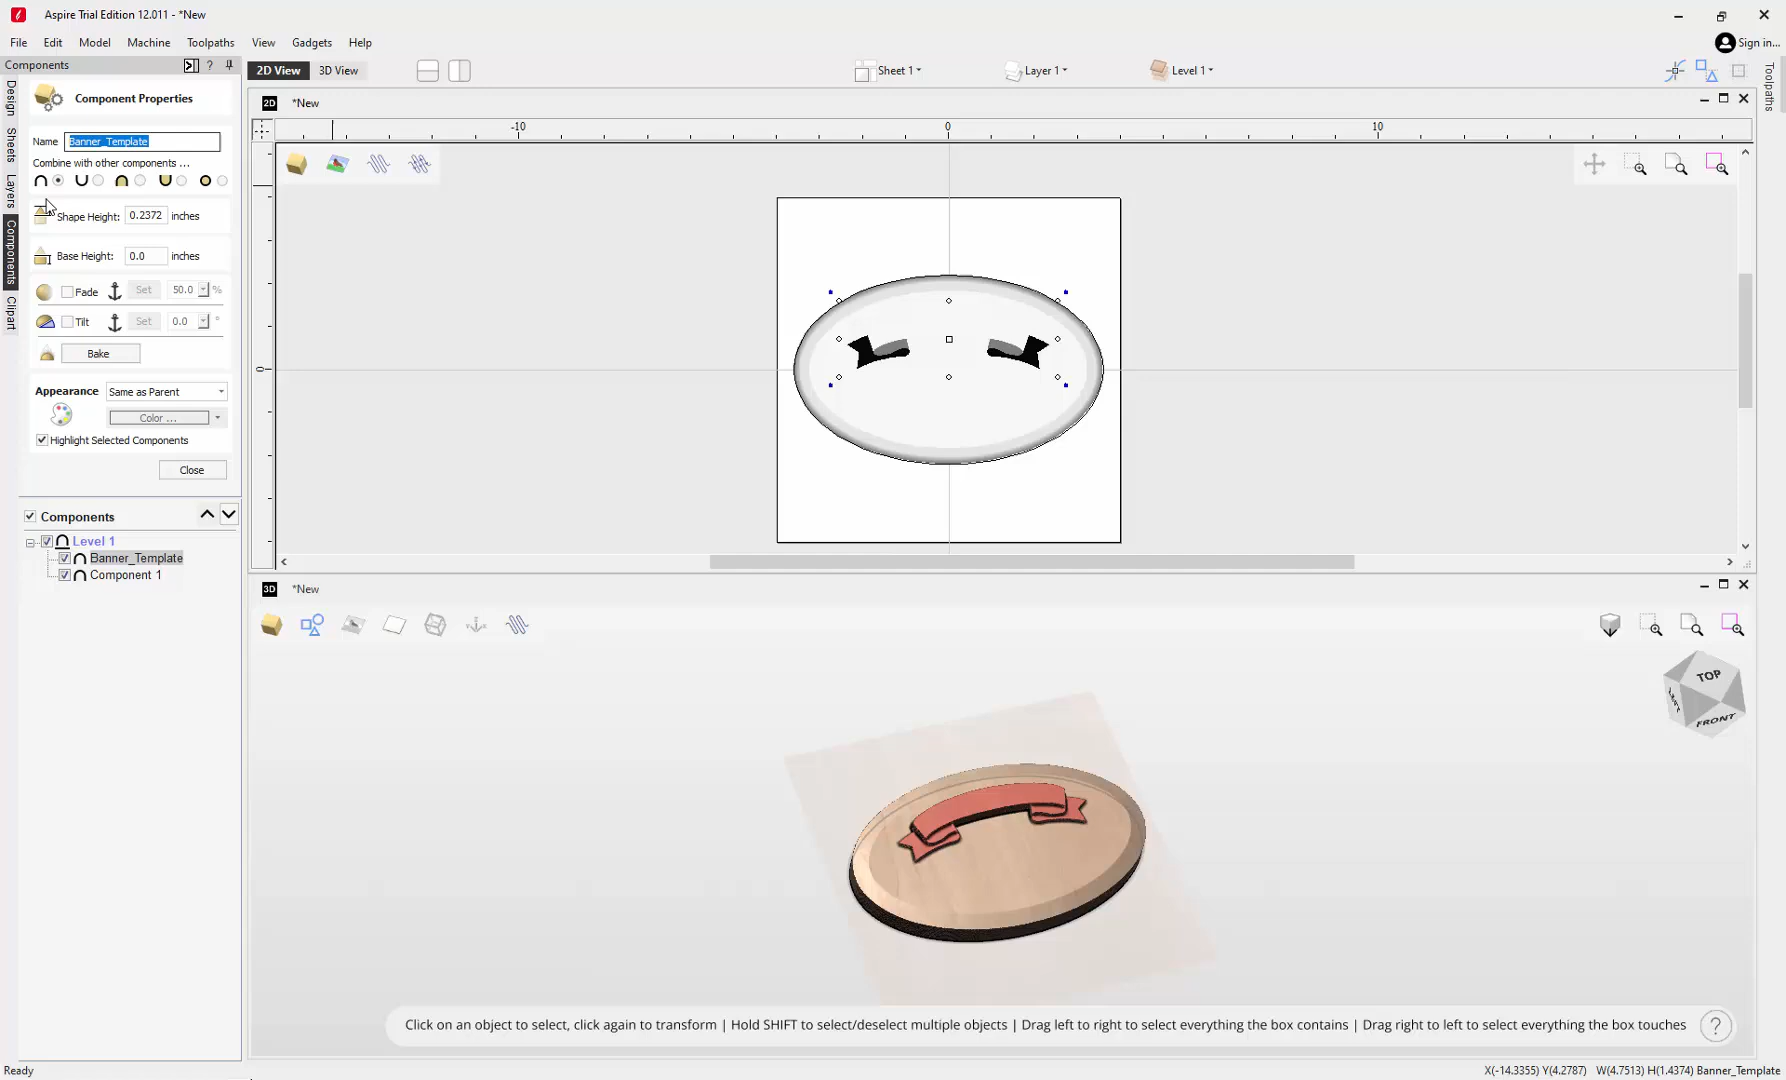 Aspire Trial Edition 12.011 - *New
File Edit Model Machine Toolpaths View Gadgets Help
Sign in...
Components
?
2D View 3D View
Sheet 1
Layer 1
Level 1
Design
Sheets
Layers
Components
Clipart
Toolpaths
Component Properties
Name Banner_Template
Combine with other components ...
Shape Height: 0.2372 inches
Base Height: 0.0 inches
Fade Set 50.0 %
Tilt Set 0.0 °
Bake
Appearance Same as Parent
Color ...
Highlight Selected Components
Close
Components
Level 1
Banner_Template
Component 1
2D *New
-10 0 10
0
3D *New
TOP
LEFT
FRONT
Click on an object to select, click again to transform | Hold SHIFT to select/deselect multiple objects | Drag left to right to select everything the box contains | Drag right to left to select everything the box touches
?
Ready
X(-14.3355) Y(4.2787) W(4.7513) H(1.4374) Banner_Template